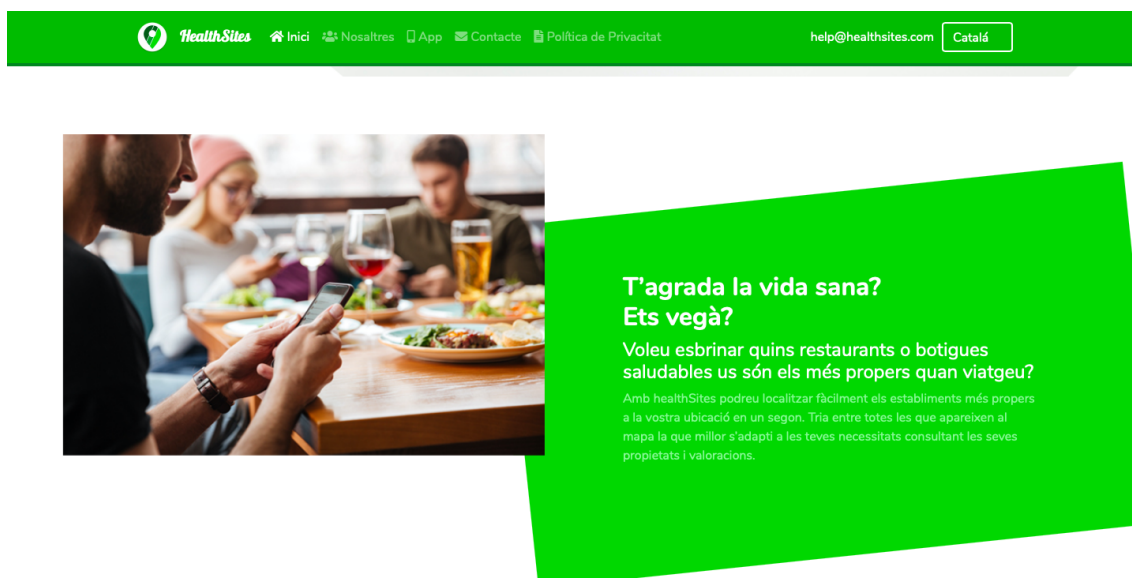 HealthSites Inici Nosaltres App Contacte Política de Privacitat help@healthsites.com Catalá
T’agrada la vida sana?
Ets vegà?
Voleu esbrinar quins restaurants o botigues
saludables us són els més propers quan viatgeu?
Amb healthSites podreu localitzar fàcilment els establiments més propers
a la vostra ubicació en un segon. Tria entre totes les que apareixen al
mapa la que millor s’adapti a les teves necessitats consultant les seves
propietats i valoracions.